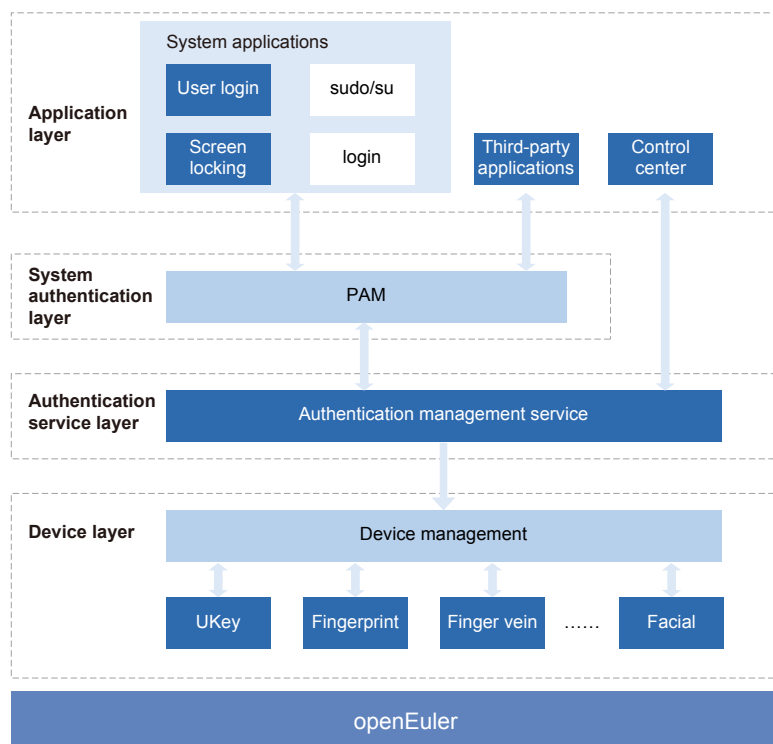 System applications
User login
sudo/su
Application
layer
Screen
locking
login
Third-party
applications
Control
center
System
authentication
layer
PAM
Authentication
service layer
Authentication management service
Device layer
Device management
UKey
Fingerprint
Finger vein
……
Facial
openEuler